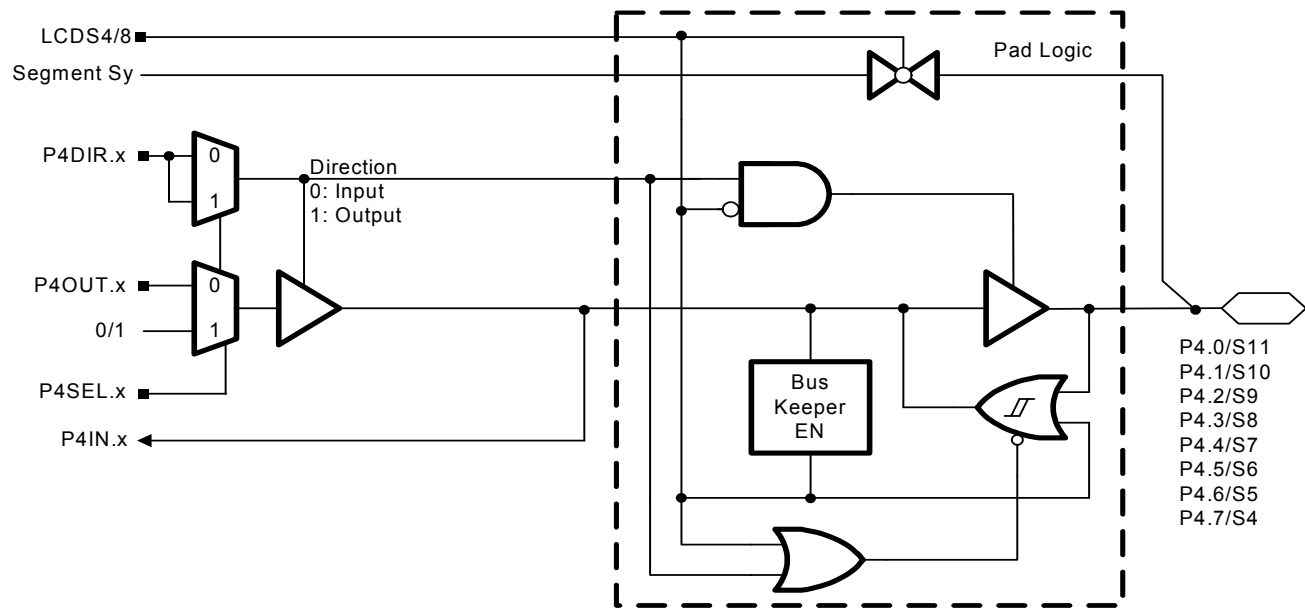 LCDS4/8
Segment Sy
Pad Logic
P4DIR.x
0
1
Direction
0: Input
1: Output
P4OUT.x
0
0/1
1
P4SEL.x
P4IN.x
Bus
Keeper
EN
P4.0/S11
P4.1/S10
P4.2/S9
P4.3/S8
P4.4/S7
P4.5/S6
P4.6/S5
P4.7/S4